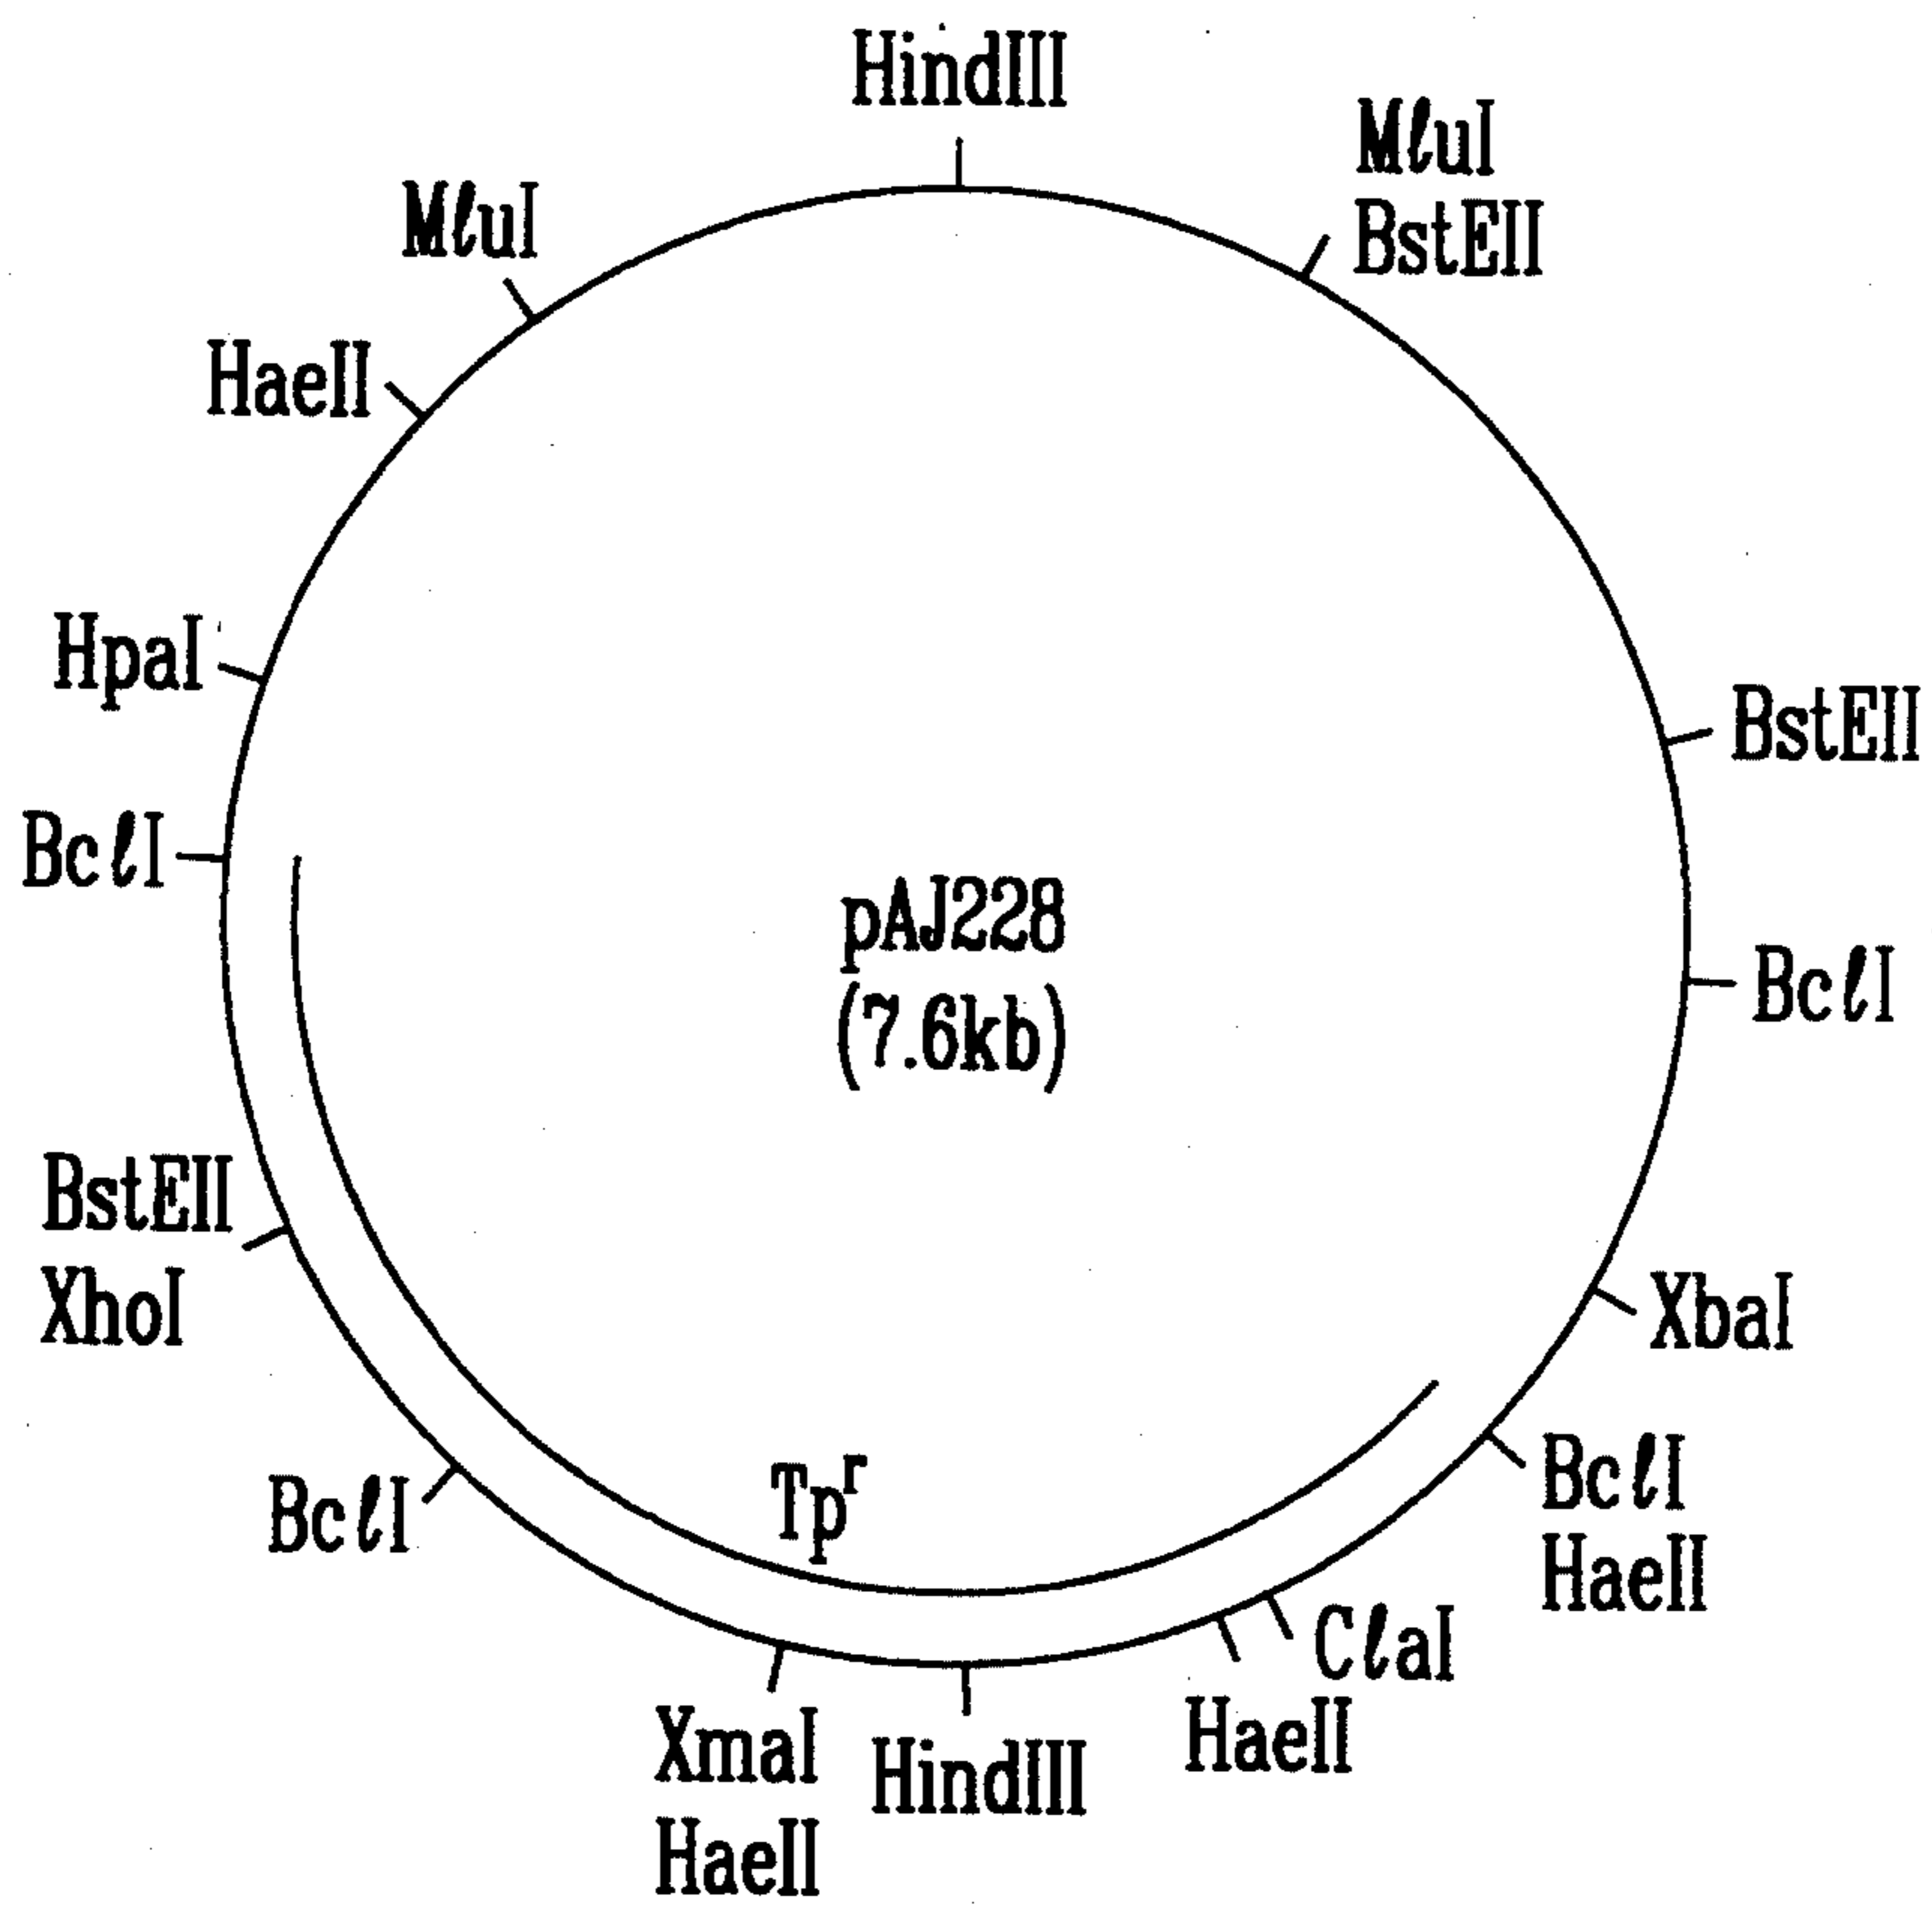 HindIII
MluI
BstEII
MluI
HaeII
HpaI
BstEII
BclI
pAJ228
(7.6kb)
BclI
BstEII
XhoI
XbaI
BclI
HaeII
BclI
Tpʳ
ClaI
HaeII
XmaI
HaeII
HindIII